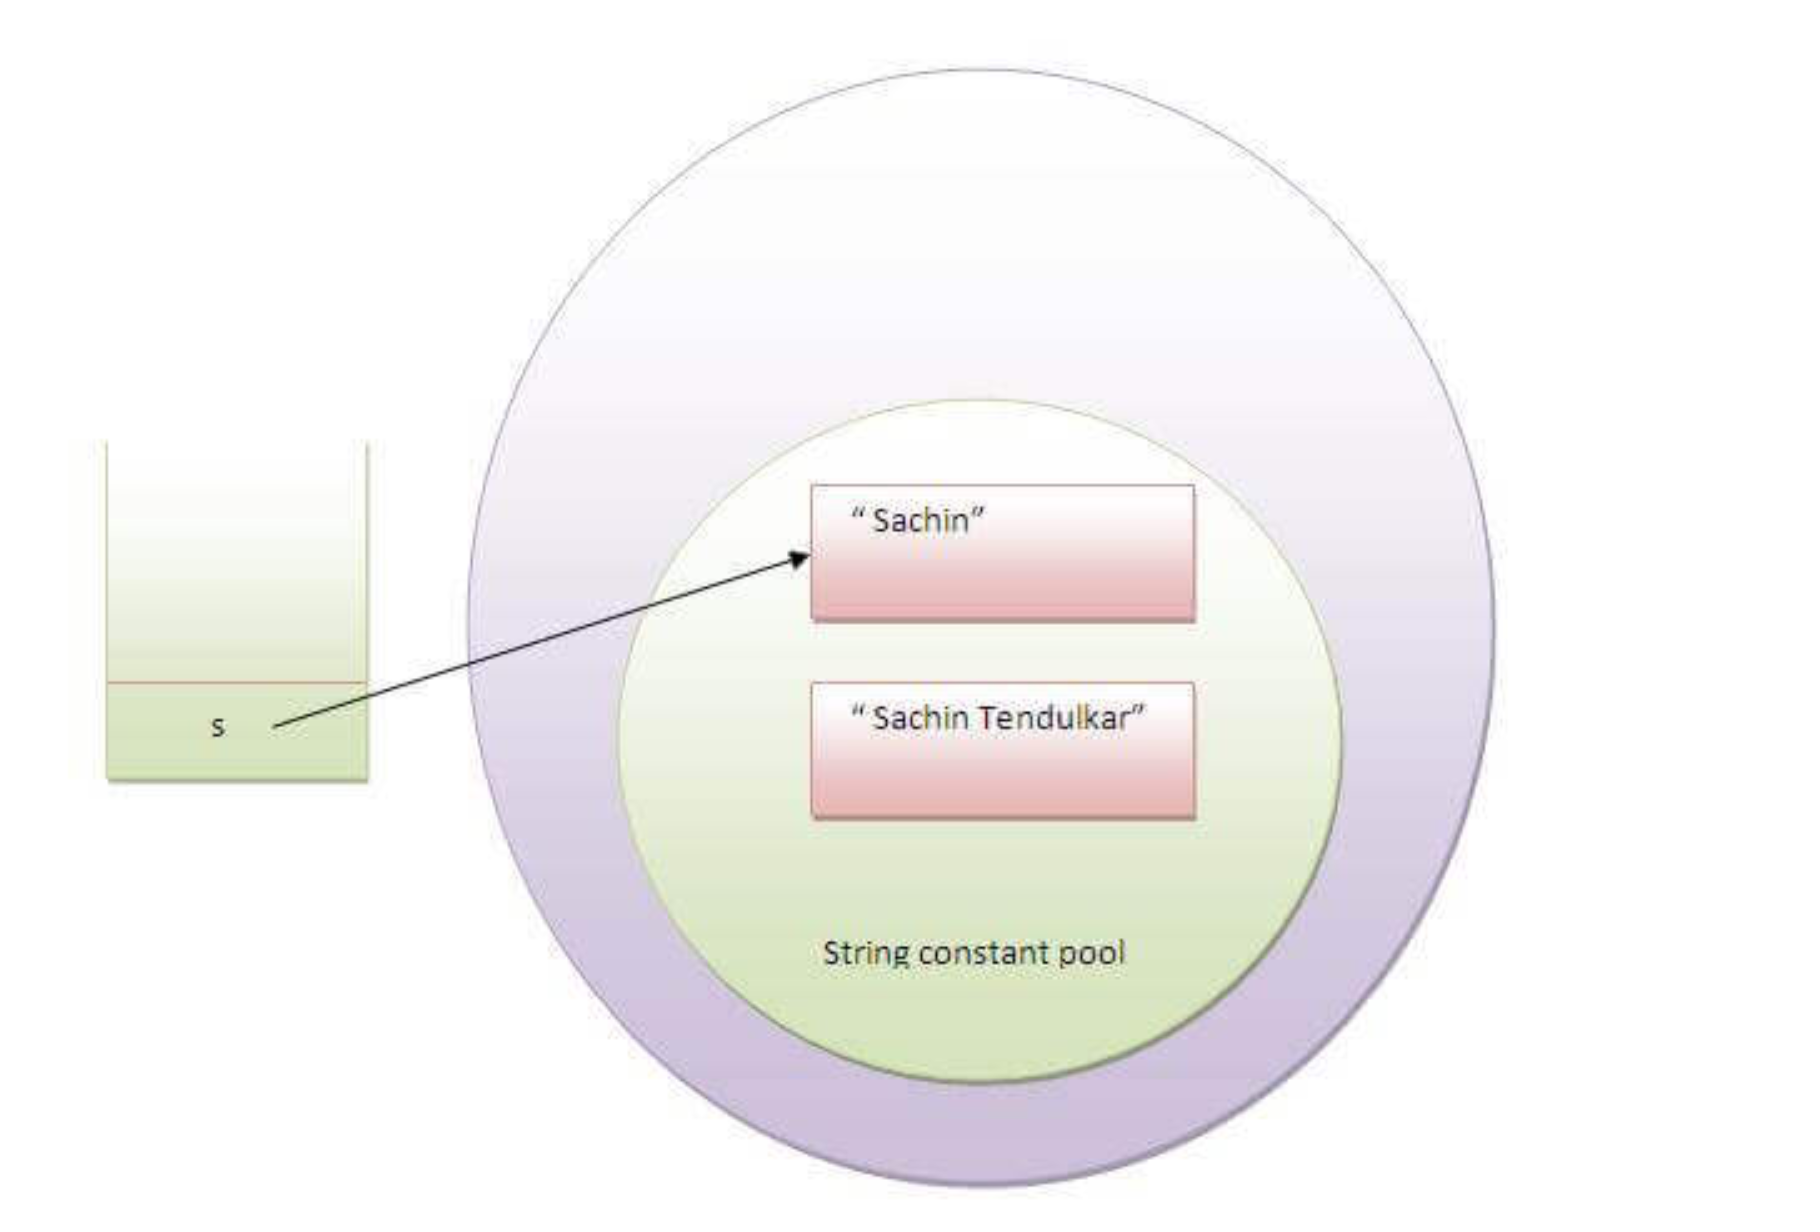 “ Sachin”
s
“ Sachin Tendulkar”
String constant pool